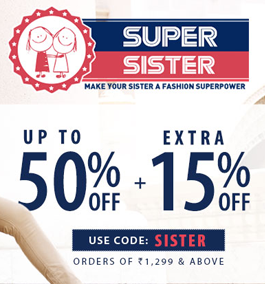 SUPER
SISTER
MAKE YOUR SISTER A FASHION SUPERPOWER
UP TO
50% OFF
+
EXTRA
15% OFF
USE CODE: SISTER
ORDERS OF ₹1,299 & ABOVE